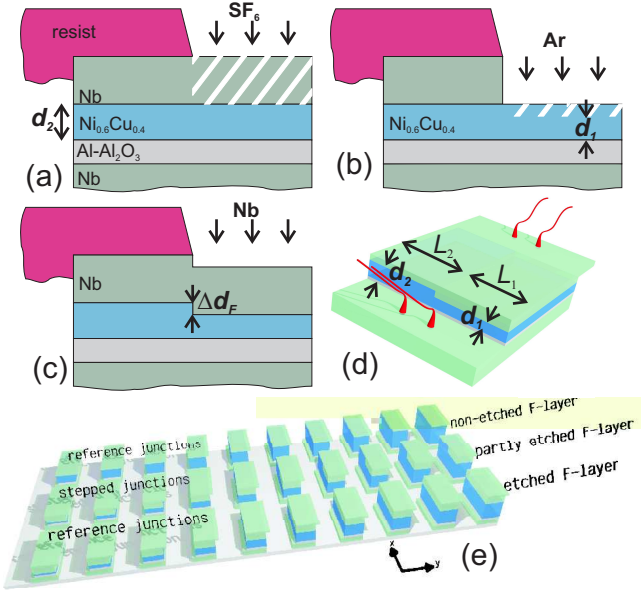 SF₆
resist
Nb
d₂
Ni₀.₆Cu₀.₄
Al-Al₂O₃
Nb
(a)
Ar
Ni₀.₆Cu₀.₄
d₁
(b)
Nb
Nb
Δd_F
(c)
L₂
L₁
d₂
d₁
(d)
non-etched F-layer
partly etched F-layer
etched F-layer
reference junctions
stepped junctions
reference junctions
x
y
(e)